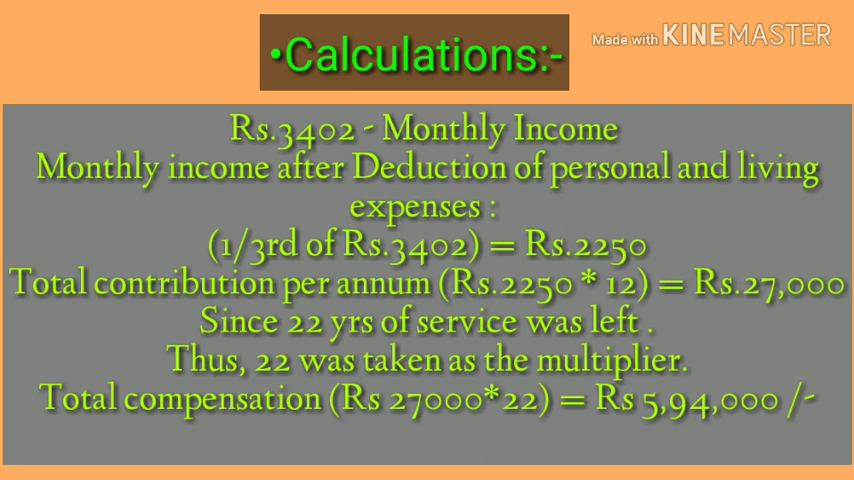 •Calculations:-
Made with KINEMASTER
Rs.3402 - Monthly Income
Monthly income after Deduction of personal and living
expenses :
(1/3rd of Rs.3402) = Rs.2250
Total contribution per annum (Rs.2250 * 12) = Rs.27,000
Since 22 yrs of service was left .
Thus, 22 was taken as the multiplier.
Total compensation (Rs 27000*22) = Rs 5,94,000 /-